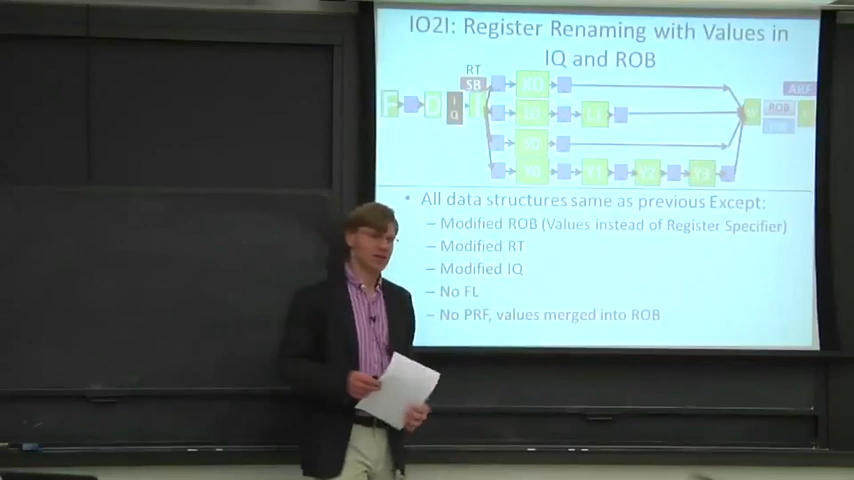 IO2I: Register Renaming with Values in
IQ and ROB
RT
SB
ARF
F D I Q I
X0
L0 L1
S0
Y0 Y1 Y2 Y3
ROB
• All data structures same as previous Except:
– Modified ROB (Values instead of Register Specifier)
– Modified RT
– Modified IQ
– No FL
– No PRF, values merged into ROB